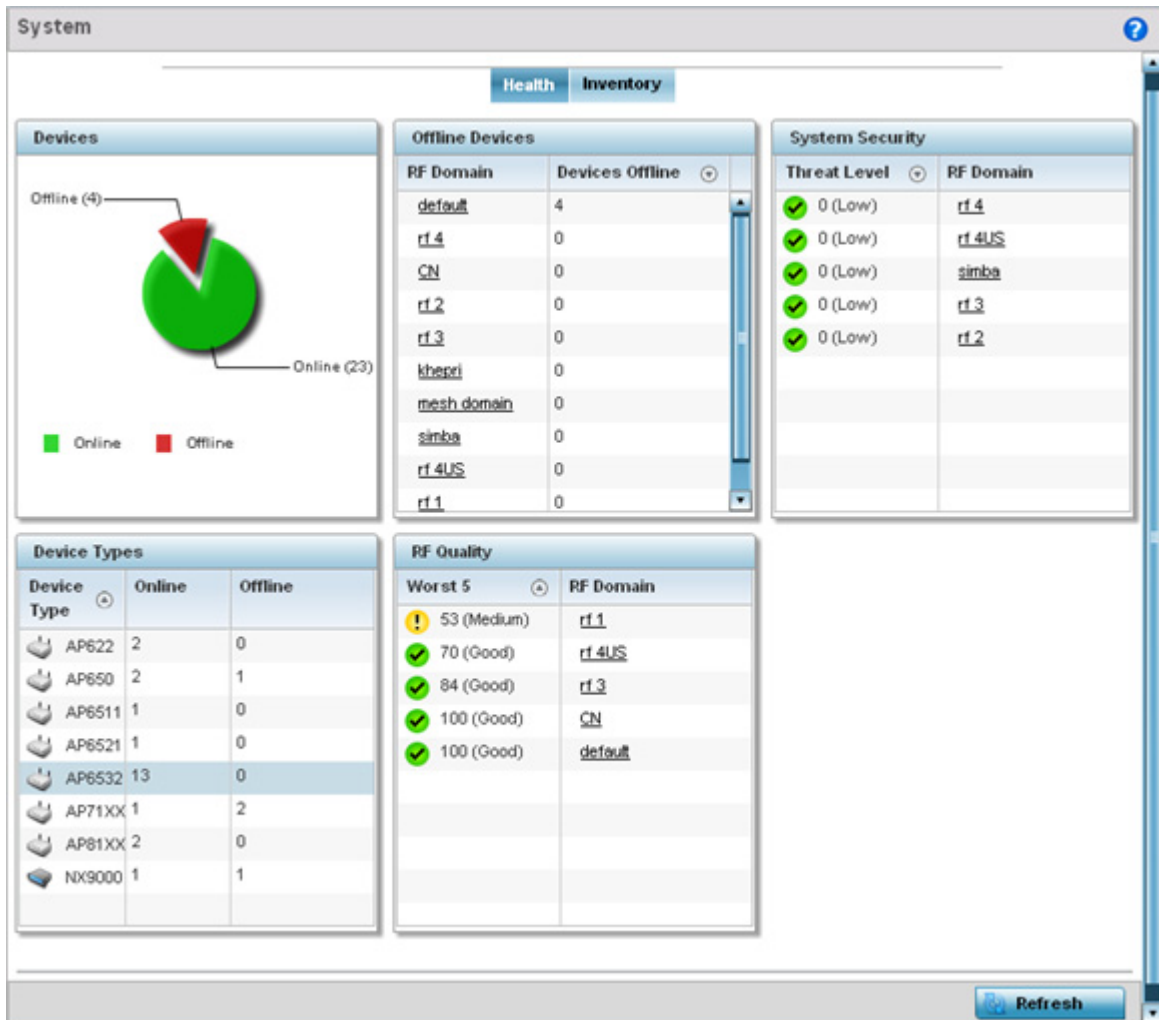 System
Health Inventory
Devices
Offline (4)
Online (23)
Online Offline
Offline Devices
RF Domain Devices Offline
default 4
rf 4 0
CN 0
rf 2 0
rf 3 0
khepri 0
mesh domain 0
simba 0
rf 4US 0
rf 1 0
System Security
Threat Level RF Domain
0 (Low) rf 4
0 (Low) rf 4US
0 (Low) simba
0 (Low) rf 3
0 (Low) rf 2
Device Types
Device Type Online Offline
AP622 2 0
AP650 2 1
AP6511 1 0
AP6521 1 0
AP6532 13 0
AP71XX 1 2
AP81XX 2 0
NX9000 1 1
RF Quality
Worst 5 RF Domain
53 (Medium) rf 1
70 (Good) rf 4US
84 (Good) rf 3
100 (Good) CN
100 (Good) default
Refresh